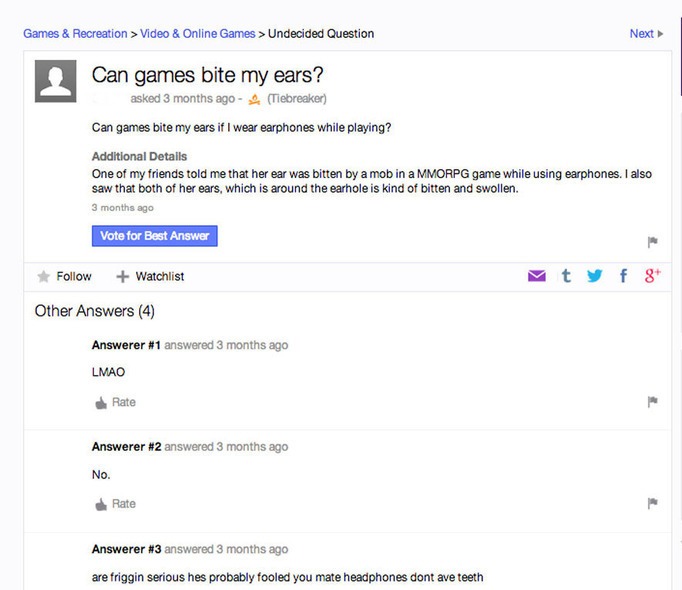 Games & Recreation > Video & Online Games > Undecided Question
Next
Can games bite my ears?
asked 3 months ago - (Tiebreaker)
Can games bite my ears if I wear earphones while playing?
Additional Details
One of my friends told me that her ear was bitten by a mob in a MMORPG game while using earphones. I also
saw that both of her ears, which is around the earhole is kind of bitten and swollen.
3 months ago
Vote for Best Answer
Follow
Watchlist
t
f
g+
Other Answers (4)
Answerer #1 answered 3 months ago
LMAO
Rate
Answerer #2 answered 3 months ago
No.
Rate
Answerer #3 answered 3 months ago
are friggin serious hes probably fooled you mate headphones dont ave teeth